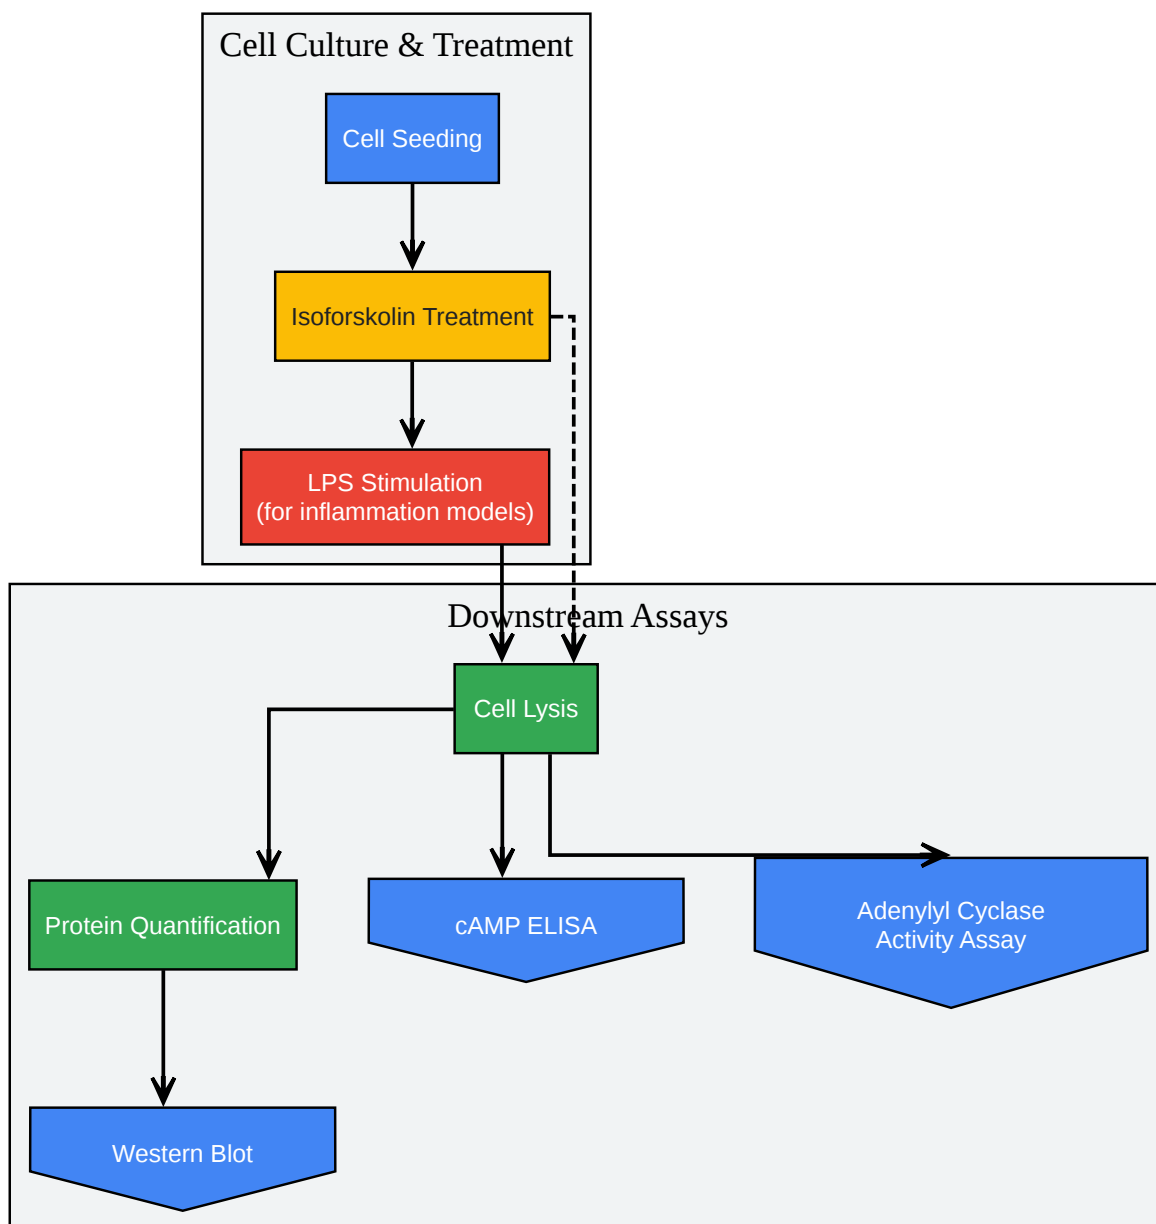 Cell Culture & Treatment
Cell Seeding
Isoforskolin Treatment
LPS Stimulation
(for inflammation models)
Downstream Assays
Cell Lysis
Protein Quantification
cAMP ELISA
Adenylyl Cyclase
Activity Assay
Western Blot